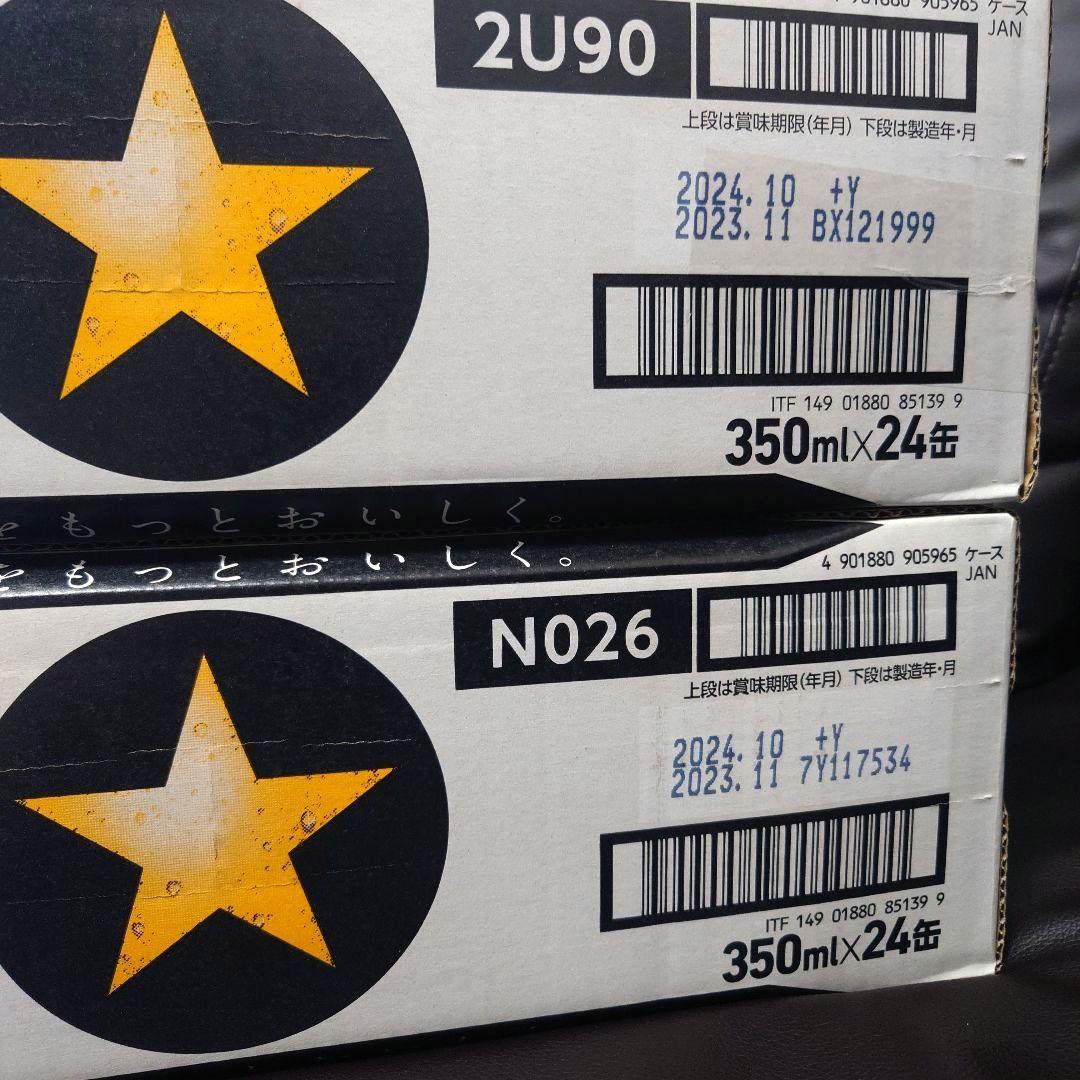 4 901880 905965 ケース
JAN
2U90
上段は賞味期限(年月) 下段は製造年・月
2024.10 +Y
2023.11 BX121999
ITF 149 01880 85139 9
350ml×24缶
をもっとおいしく。
をもっとおいしく。
4 901880 905965 ケース
JAN
N026
上段は賞味期限(年月) 下段は製造年・月
2024.10 +Y
2023.11 7Y117534
ITF 149 01880 85139 9
350ml×24缶